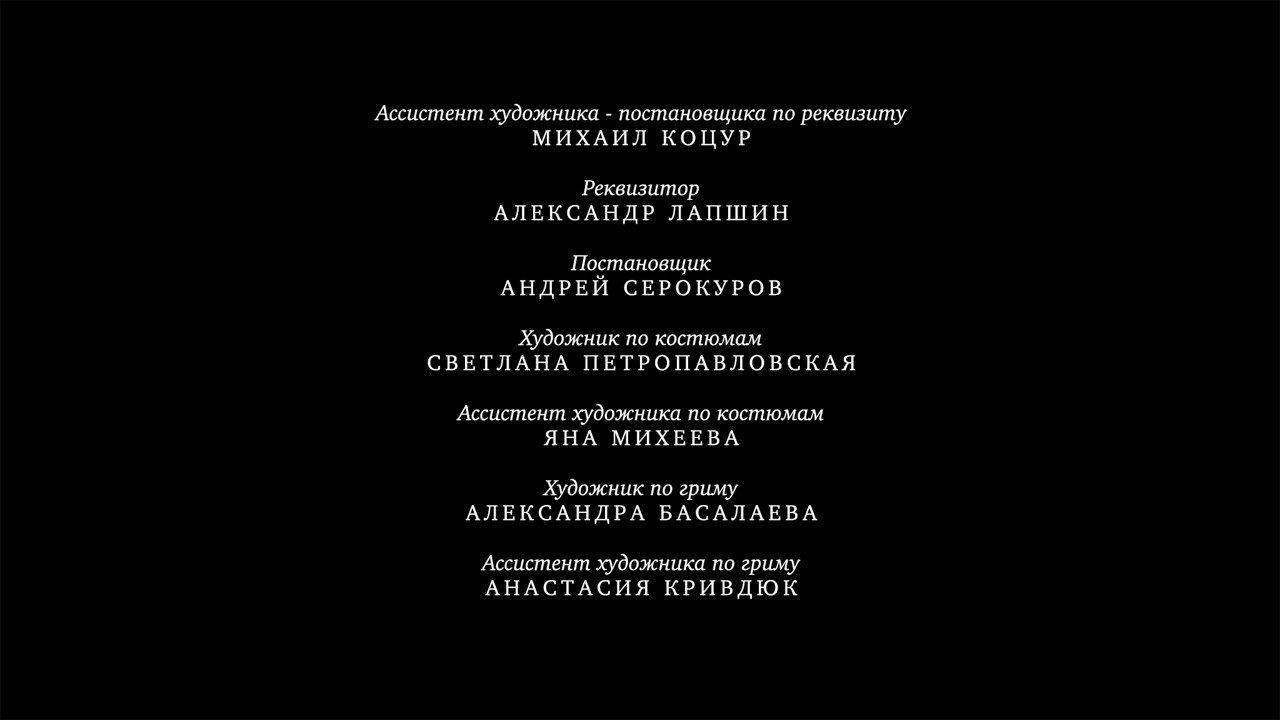 Ассистент художника - постановщика по реквизиту
МИХАИЛ КОЦУР
Реквизитор
АЛЕКСАНДР ЛАПШИН
Постановщик
АНДРЕЙ СЕРОКУРОВ
Художник по костюмам
СВЕТЛАНА ПЕТРОПАВЛОВСКАЯ
Ассистент художника по костюмам
ЯНА МИХЕЕВА
Художник по гриму
АЛЕКСАНДРА БАСАЛАЕВА
Ассистент художника по гриму
АНАСТАСИЯ КРИВДЮК